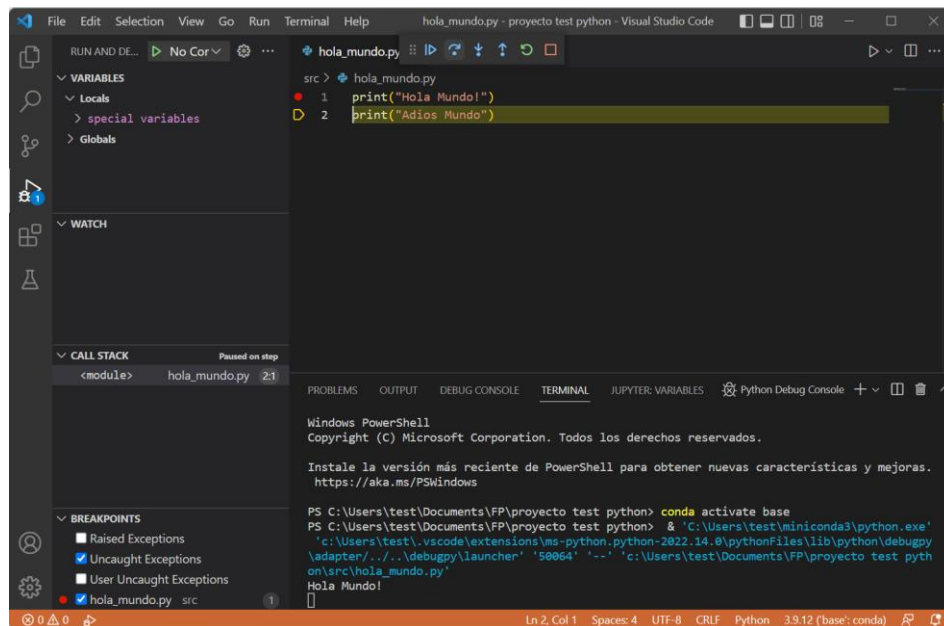 File Edit Selection View Go Run Terminal Help hola_mundo.py - proyecto test python - Visual Studio Code
RUN AND DE... No Cor
VARIABLES
Locals
special variables
Globals
WATCH
CALL STACK Paused on step
<module> hola_mundo.py 2:1
BREAKPOINTS
Raised Exceptions
Uncaught Exceptions
User Uncaught Exceptions
hola_mundo.py src 1
1
hola_mundo.py
src > hola_mundo.py
1 print("Hola Mundo!")
2 print("Adios Mundo")
PROBLEMS OUTPUT DEBUG CONSOLE TERMINAL JUPYTER: VARIABLES Python Debug Console
Windows PowerShell
Copyright (C) Microsoft Corporation. Todos los derechos reservados.
Instale la versión más reciente de PowerShell para obtener nuevas características y mejoras.
https://aka.ms/PSWindows
PS C:\Users\test\Documents\FP\proyecto test python> conda activate base
PS C:\Users\test\Documents\FP\proyecto test python> & 'C:\Users\test\miniconda3\python.exe'
'c:\Users\test\.vscode\extensions\ms-python.python-2022.14.0\pythonFiles\lib\python\debugpy
\adapter/../..\debugpy\launcher' '50064' '--' 'c:\Users\test\Documents\FP\proyecto test pyth
on\src\hola_mundo.py'
Hola Mundo!
0 0 Ln 2, Col 1 Spaces: 4 UTF-8 CRLF Python 3.9.12 ('base': conda)